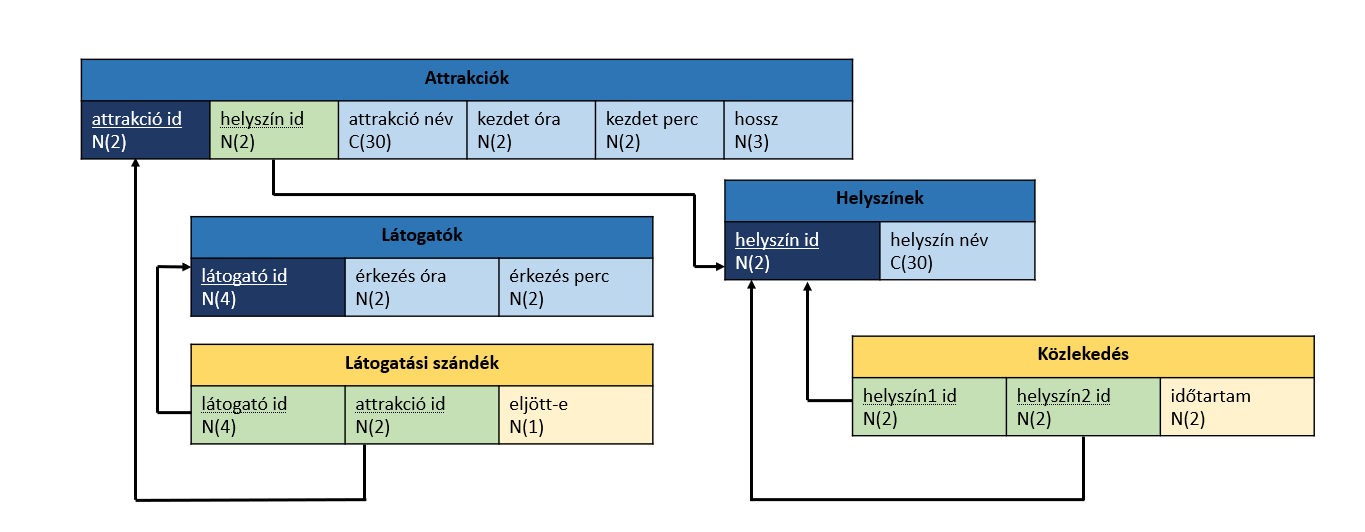 Attrakciók
attrakció id
N(2)
helyszín id
N(2)
attrakció név
C(30)
kezdet óra
N(2)
kezdet perc
N(2)
hossz
N(3)
Helyszínek
helyszín id
N(2)
helyszín név
C(30)
Látogatók
látogató id
N(4)
érkezés óra
N(2)
érkezés perc
N(2)
Látogatási szándék
látogató id
N(4)
attrakció id
N(2)
eljött-e
N(1)
Közlekedés
helyszín1 id
N(2)
helyszín2 id
N(2)
időtartam
N(2)